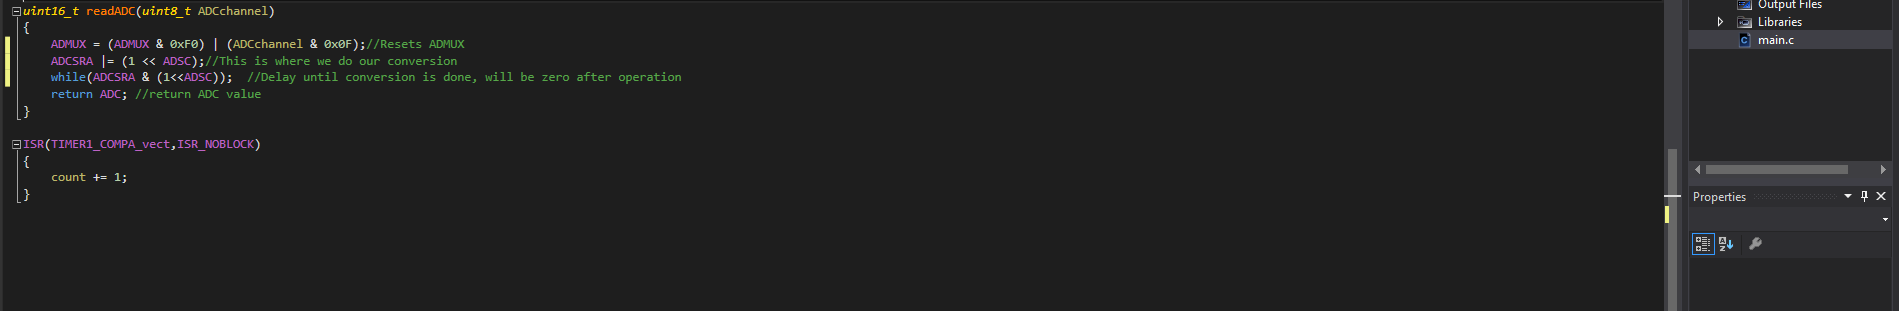 uint16_t readADC(uint8_t ADCchannel)
{
ADMUX = (ADMUX & 0xF0) | (ADCchannel & 0x0F);//Resets ADMUX
ADCSRA |= (1 << ADSC);//This is where we do our conversion
while(ADCSRA & (1<<ADSC));  //Delay until conversion is done, will be zero after operation
return ADC; //return ADC value
}
ISR(TIMER1_COMPA_vect,ISR_NOBLOCK)
{
count += 1;
}
Output Files
Libraries
main.c
Properties